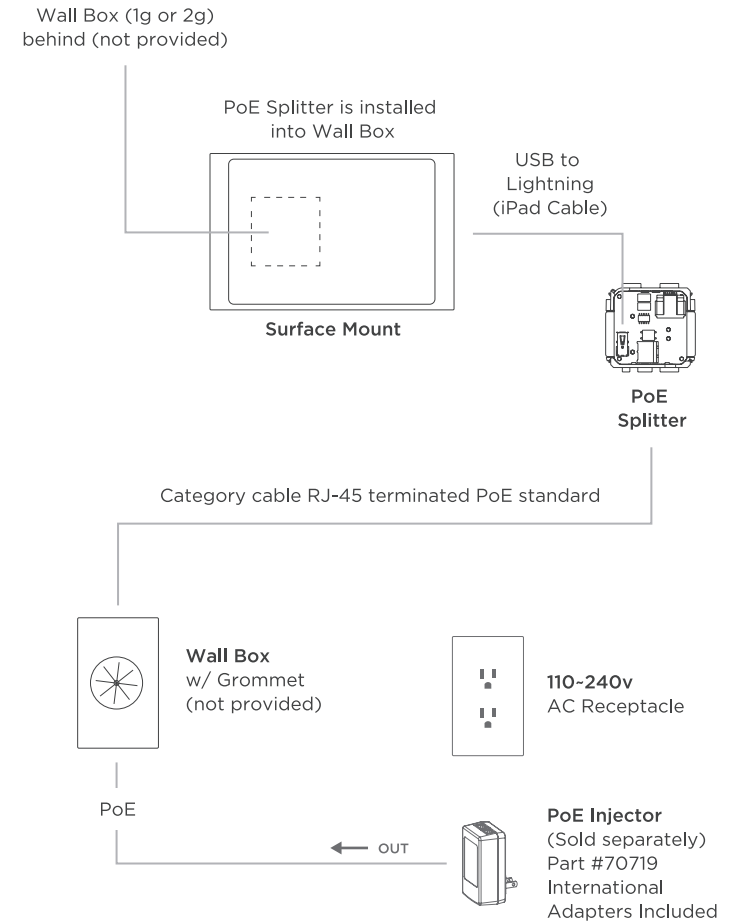 Wall Box (1g or 2g)
behind (not provided)
PoE Splitter is installed
into Wall Box
USB to
Lightning
(iPad Cable)
Surface Mount
PoE
Splitter
Category cable RJ-45 terminated PoE standard
Wall Box
w/ Grommet
(not provided)
110~240v
AC Receptacle
PoE
OUT
PoE Injector
(Sold separately)
Part #70719
International
Adapters Included